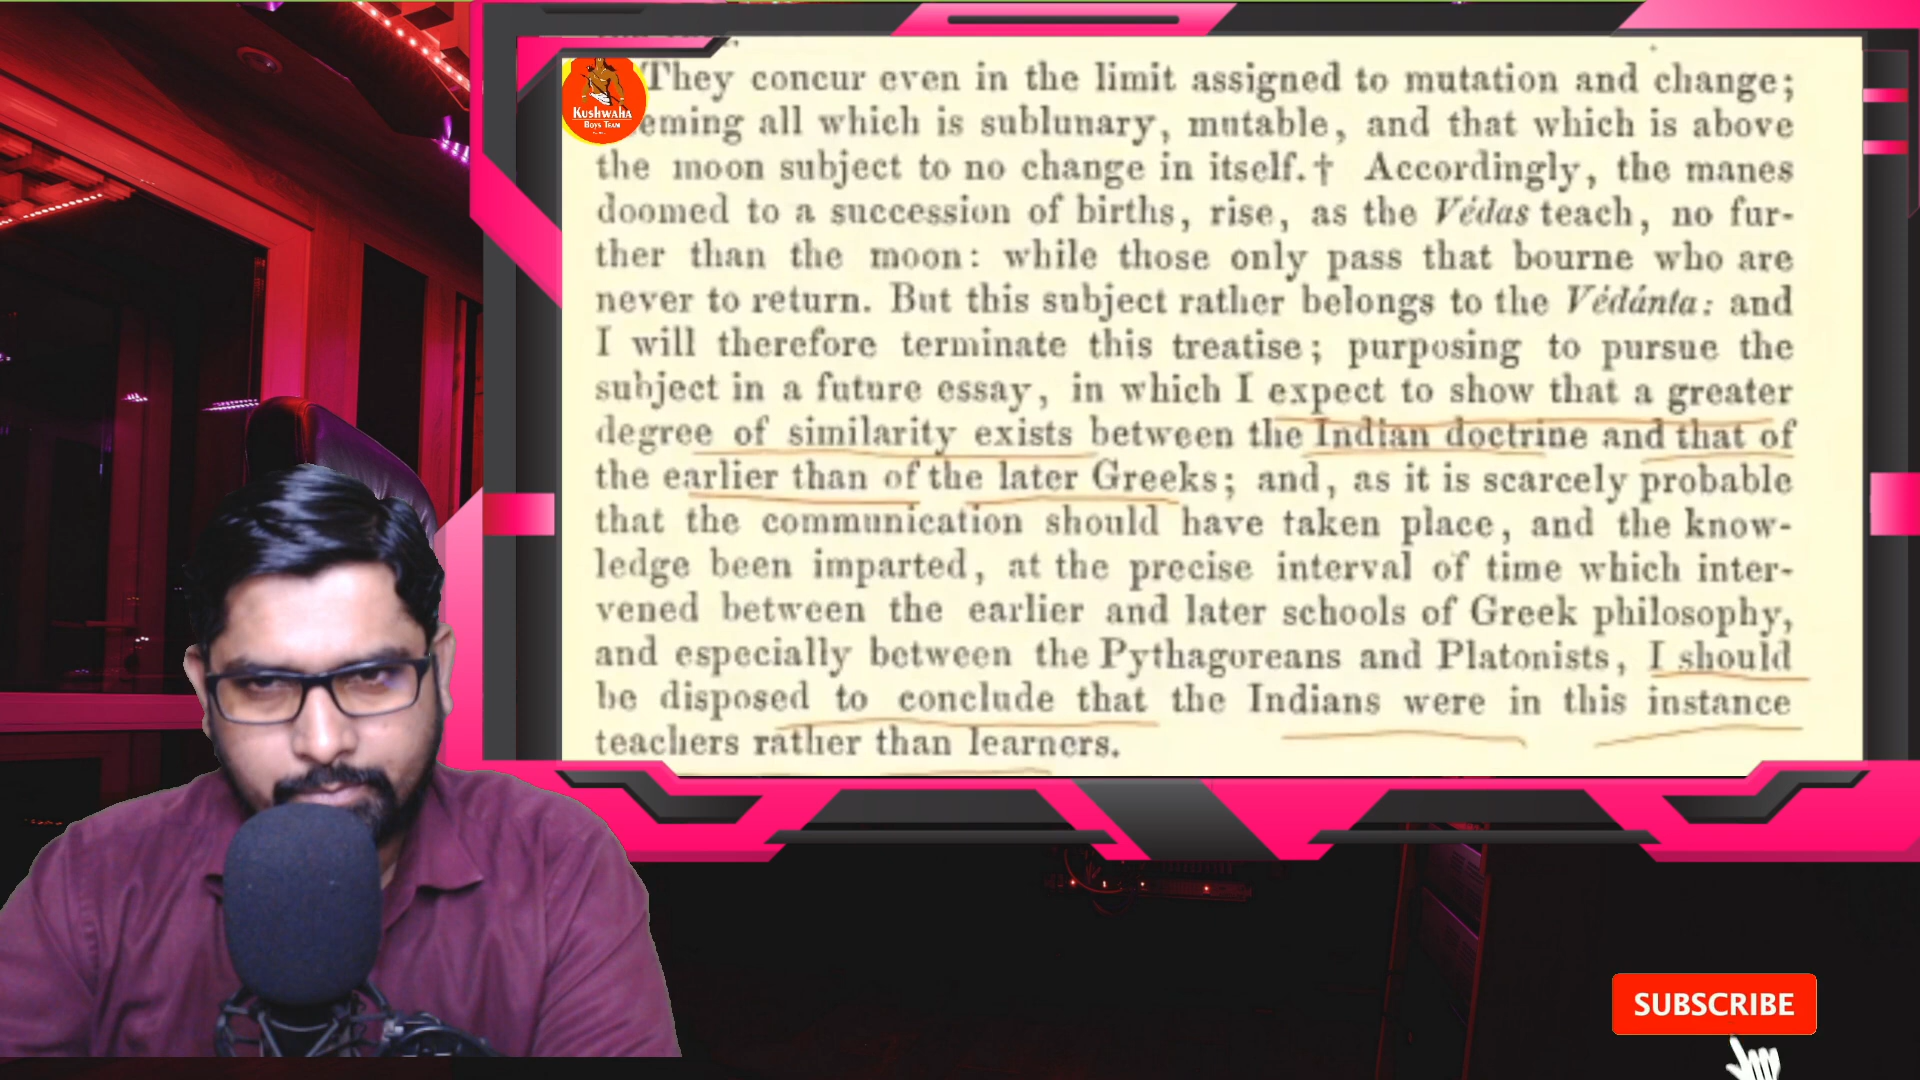 They concur even in the limit assigned to mutation and change;
eming all which is sublunary, mutable, and that which is above
the moon subject to no change in itself.† Accordingly, the manes
doomed to a succession of births, rise, as the Védas teach, no fur-
ther than the moon: while those only pass that bourne who are
never to return. But this subject rather belongs to the Védánta: and
I will therefore terminate this treatise; purposing to pursue the
subject in a future essay, in which I expect to show that a greater
degree of similarity exists between the Indian doctrine and that of
the earlier than of the later Greeks; and, as it is scarcely probable
that the communication should have taken place, and the know-
ledge been imparted, at the precise interval of time which inter-
vened between the earlier and later schools of Greek philosophy,
and especially between the Pythagoreans and Platonists, I should
be disposed to conclude that the Indians were in this instance
teachers rather than learners.
KUSHWAHA
BOYS TEAM
SUBSCRIBE